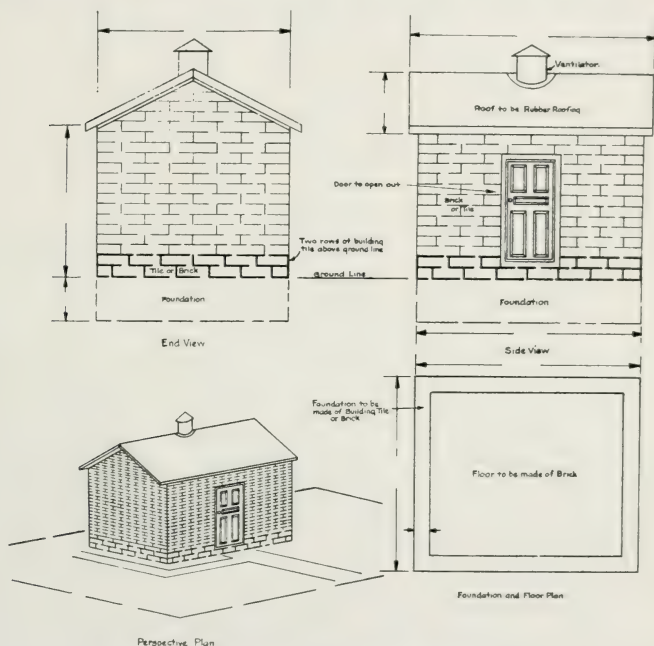 Ventilator
Roof to be Rubber Roofing
Door to open out
Brick
or Tile
Two rows of building
tile above ground line
Tile or Brick
Ground Line
Foundation
Foundation
End View
Side View
Foundation to be
made of Building Tile
or Brick
Floor to be made of Brick
Foundation and Floor Plan
Perspective Plan